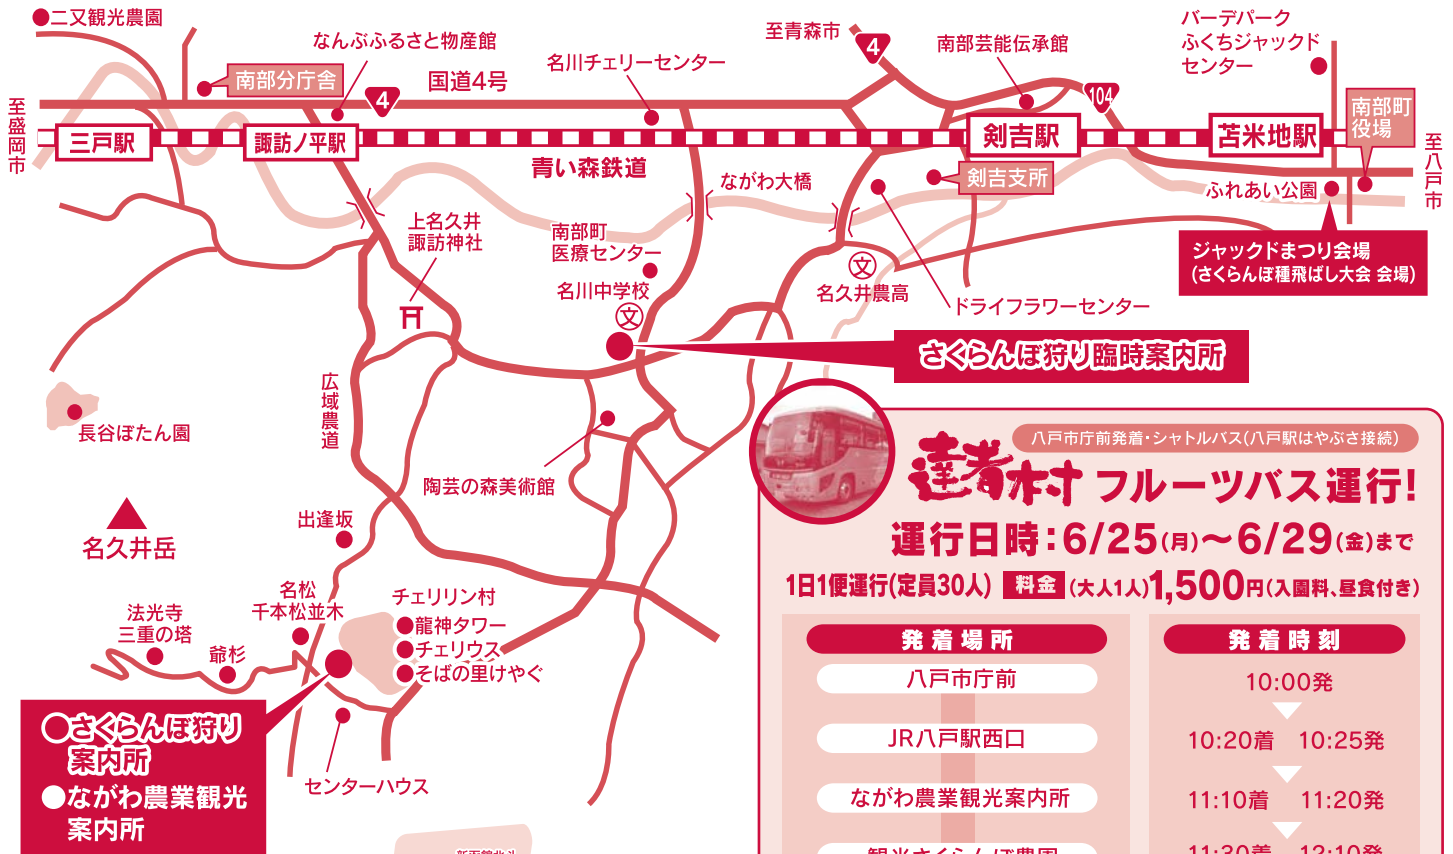 二又観光農園
なんぶふるさと物産館
南部分庁舎
4
国道4号
名川チェリーセンター
至青森市
4
南部芸能伝承館
104
バーデパーク
ふくちジャックド
センター
南部町
役場
至盛岡市
三戸駅
諏訪ノ平駅
青い森鉄道
剣吉駅
苫米地駅
至八戸市
ながわ大橋
剣吉支所
ふれあい公園
上名久井
諏訪神社
南部町
医療センター
名川中学校
文
文
名久井農高
ドライフラワーセンター
ジャックドまつり会場
(さくらんぼ種飛ばし大会 会場)
さくらんぼ狩り臨時案内所
広域農道
長谷ぼたん園
陶芸の森美術館
名久井岳
出逢坂
名松
千本松並木
法光寺
三重の塔
爺杉
チェリリン村
龍神タワー
チェリウス
そばの里けやぐ
センターハウス
さくらんぼ狩り
案内所
ながわ農業観光
案内所
八戸市庁前発着・シャトルバス(八戸駅はやぶさ接続)
達者村 フルーツバス運行!
運行日時:6/25(月)〜6/29(金)まで
1日1便運行(定員30人) 料金 (大人1人)1,500円(入園料、昼食付き)
発着場所 発着時刻
八戸市庁前 10:00発
JR八戸駅西口 10:20着 10:25発
ながわ農業観光案内所 11:10着 11:20発
観光さくらんぼ農園 11:30着 12:10発